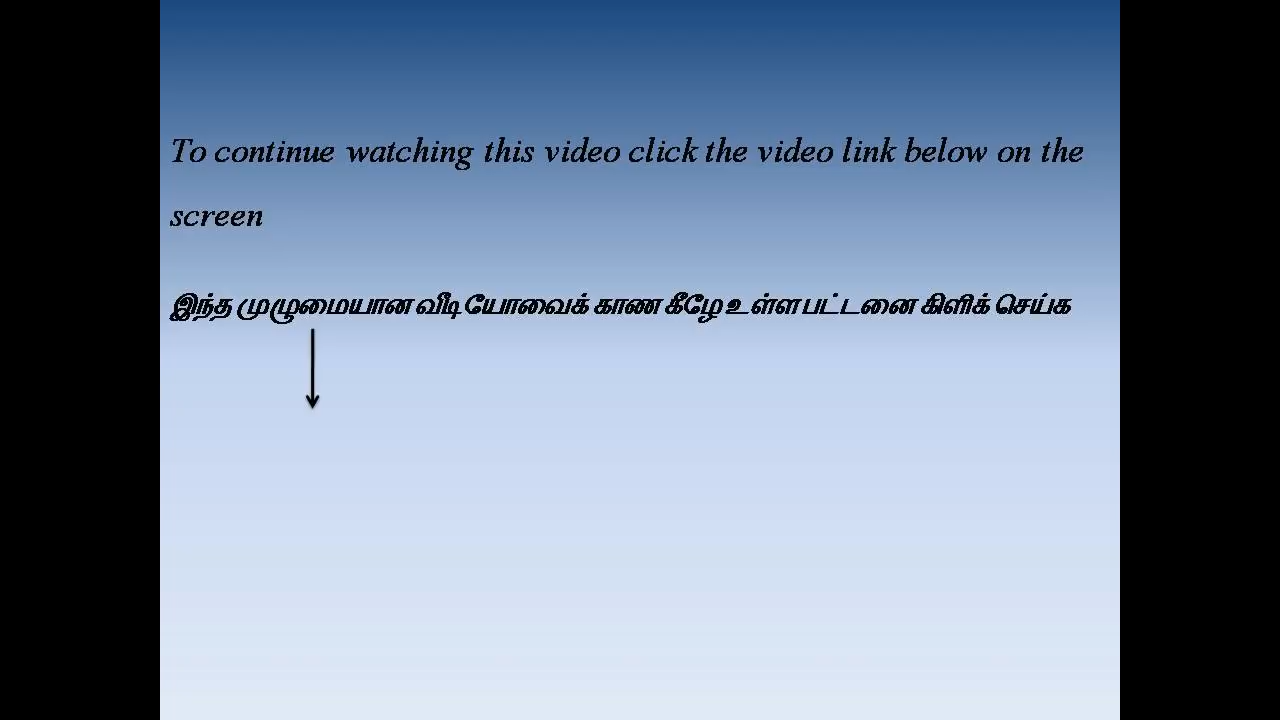 To continue watching this video click the video link below on the
screen
இந்த முழுமையான வீடியோவைக் காண கீழே உள்ள பட்டனை கிளிக் செய்க